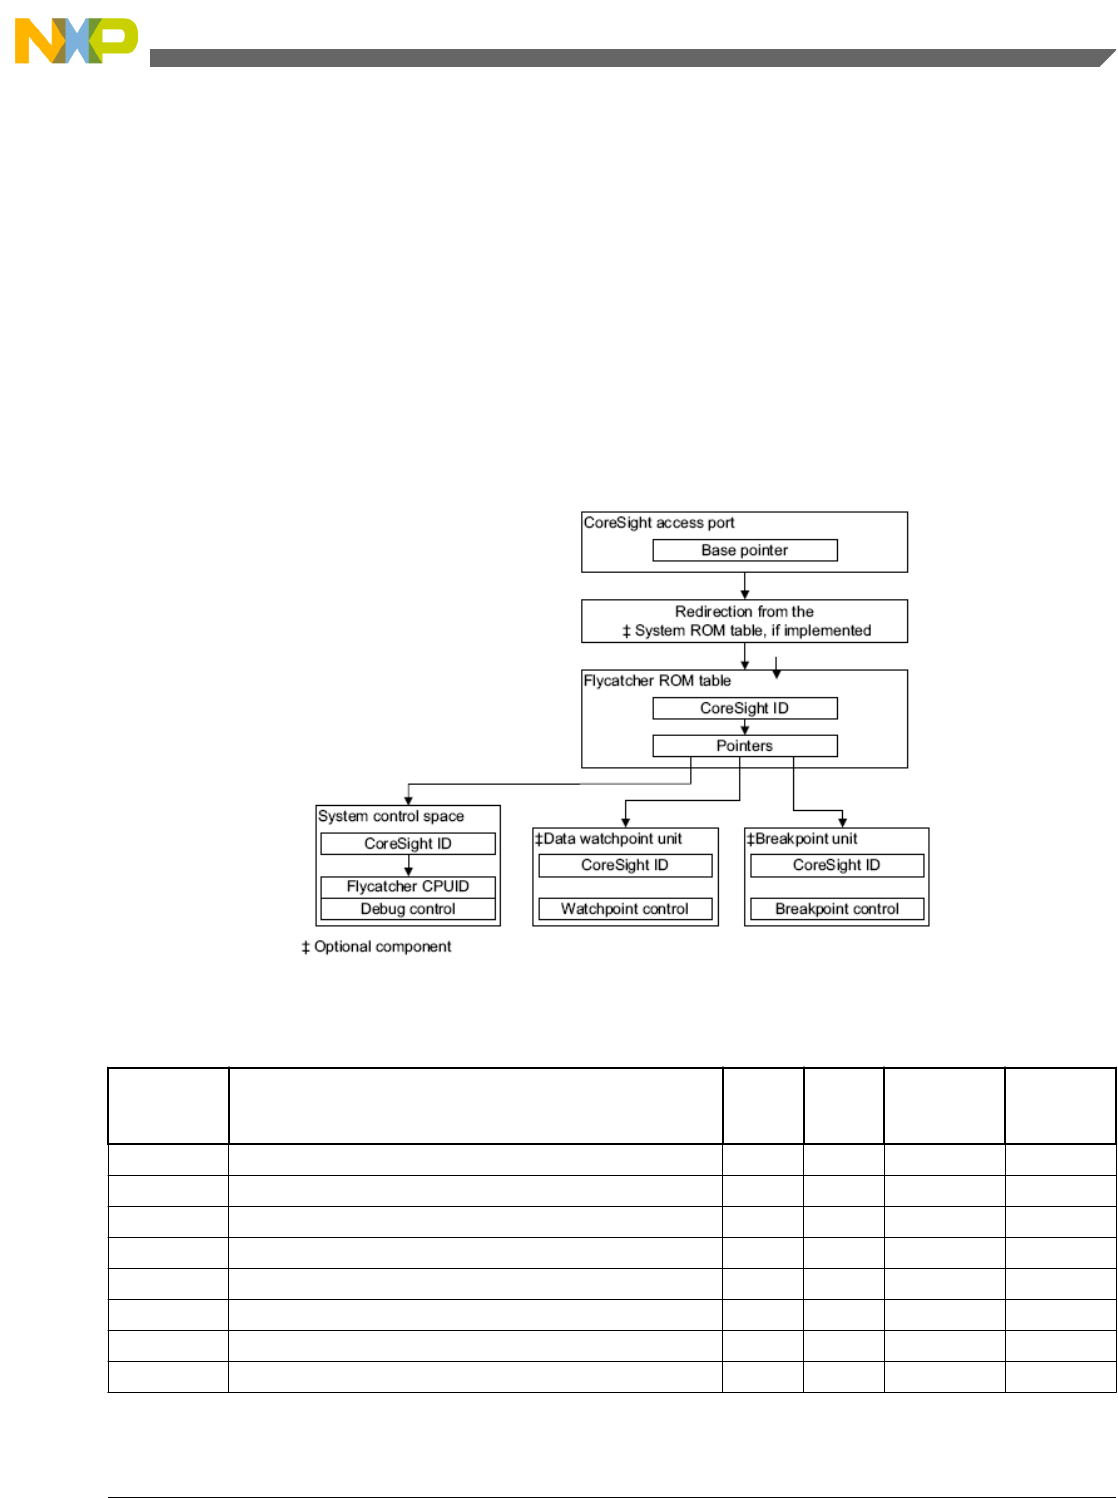 NXP
CoreSight access port
Base pointer
Redirection from the
‡ System ROM table, if implemented
Flycatcher ROM table
CoreSight ID
Pointers
System control space
CoreSight ID
Flycatcher CPUID
Debug control
‡Data watchpoint unit
CoreSight ID
Watchpoint control
‡Breakpoint unit
CoreSight ID
Breakpoint control
‡ Optional component